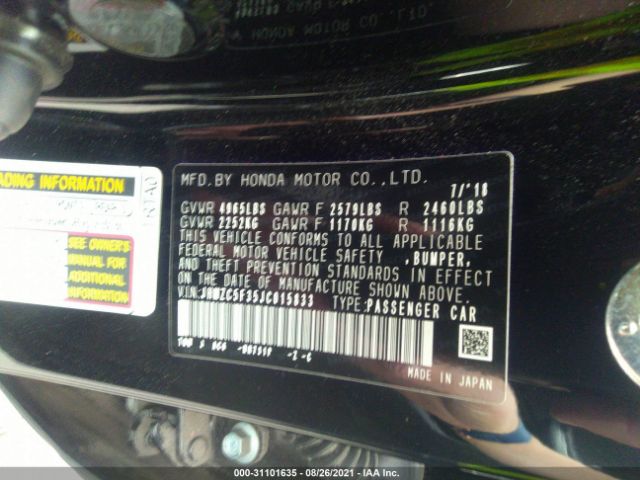 MFD.BY HONDA MOTOR CO.,LTD.
7/'18
GVWR 4965LBS GAWR F 2579LBS R 2460LBS
GVWR 2252KG GAWR F 1170KG R 1116KG
THIS VEHICLE CONFORMS TO ALL APPLICABLE
FEDERAL MOTOR VEHICLE SAFETY ,BUMPER,
AND THEFT PREVENTION STANDARDS IN EFFECT
ON THE DATE OF MANUFACTURE SHOWN ABOVE.
VIN: TYPE:PASSENGER CAR
MADE IN JAPAN
ADING INFORMATION
SEE OWNER'S
MANUAL FOR
ADDITIONAL
INFORMATION
000-31101635 - 08/26/2021 - IAA Inc.